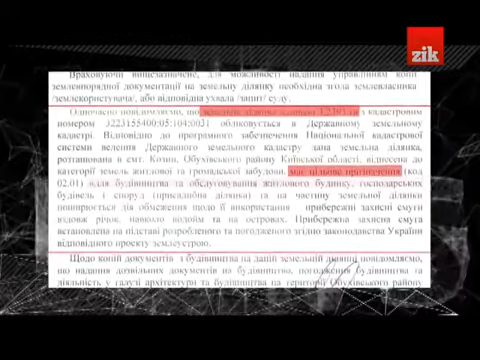 zik
Враховуючи вищезазначене, для можливості надання управлінням копії
землевпорядної документації на земельну ділянку необхідна згода землевласника
/землекористувача/, або відповідна ухвала /запит/ суду.
Одночасно повідомляємо, що земельна ділянка площею га з кадастровим
номером 3223155400:05:104:0021 обліковується в Державному земельному
кадастрі. Відповідно до програмного забезпечення Національної кадастрової
системи ведення Державного земельного кадастру дана земельна ділянка,
розташована в смт. Козин, Обухівського району Київської області, віднесена до
категорії земель житлової та громадської забудови, має цільове призначення (код
02.01) для будівництва та обслуговування житлового будинку, господарських
будівель і споруд (присадибна ділянка) та на частину земельної ділянки
поширюється дія обмеження щодо її використання - прибережні захисні смуги
вздовж річок, навколо водойм та на островах. Прибережна захисна смуга
встановлена на підставі розробленого та погодженого згідно законодавства України
відповідного проекту землеустрою.
Щодо копій документів з будівництва на даній земельній ділянці повідомляємо,
що надання дозвільних документів на будівництво, погодження будівництва та
діяльність у галузі архітектури та будівництва на території Обухівського району